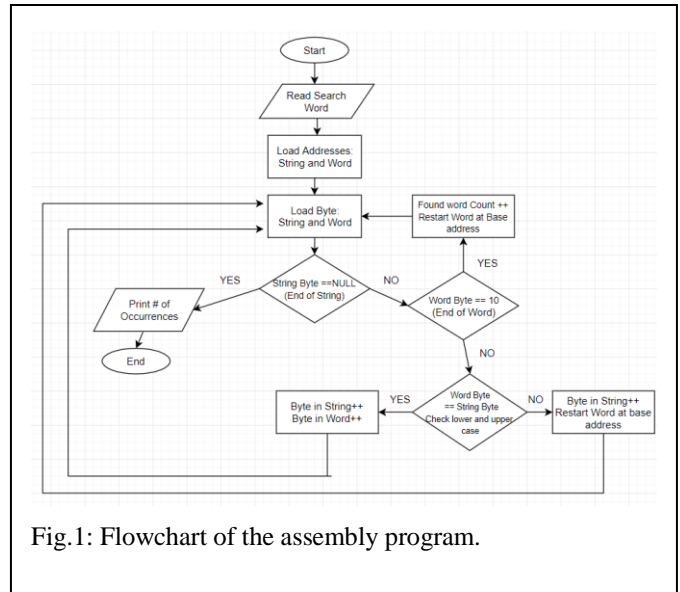 Start
Read Search
Word
Load Addresses:
String and Word
Load Byte:
String and Word
Found word Count ++
Restart Word at Base
address
YES
String Byte ==NULL
(End of String)
NO
YES
Word Byte == 10
(End of Word)
Print # of
Occurrences
End
NO
Word Byte
== String Byte
Check lower and upper
case
YES
NO
Byte in String++
Byte in Word++
Byte in String++
Restart Word at base
address
Fig.1: Flowchart of the assembly program.